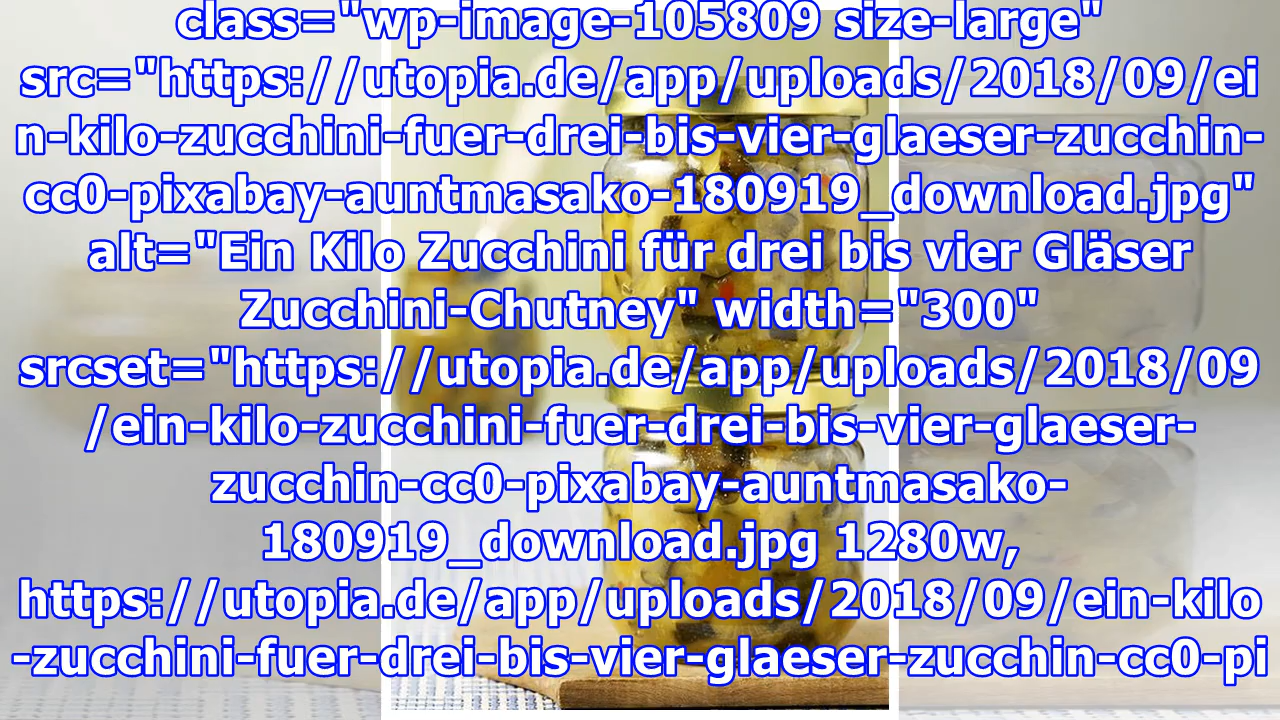 class="wp-image-105809 size-large"
src="https://utopia.de/app/uploads/2018/09/ei
n-kilo-zucchini-fuer-drei-bis-vier-glaeser-zucchin-
cc0-pixabay-auntmasako-180919_download.jpg"
alt="Ein Kilo Zucchini für drei bis vier Gläser
Zucchini-Chutney" width="300"
srcset="https://utopia.de/app/uploads/2018/09
/ein-kilo-zucchini-fuer-drei-bis-vier-glaeser-
zucchin-cc0-pixabay-auntmasako-
180919_download.jpg 1280w,
https://utopia.de/app/uploads/2018/09/ein-kilo
-zucchini-fuer-drei-bis-vier-glaeser-zucchin-cc0-pi